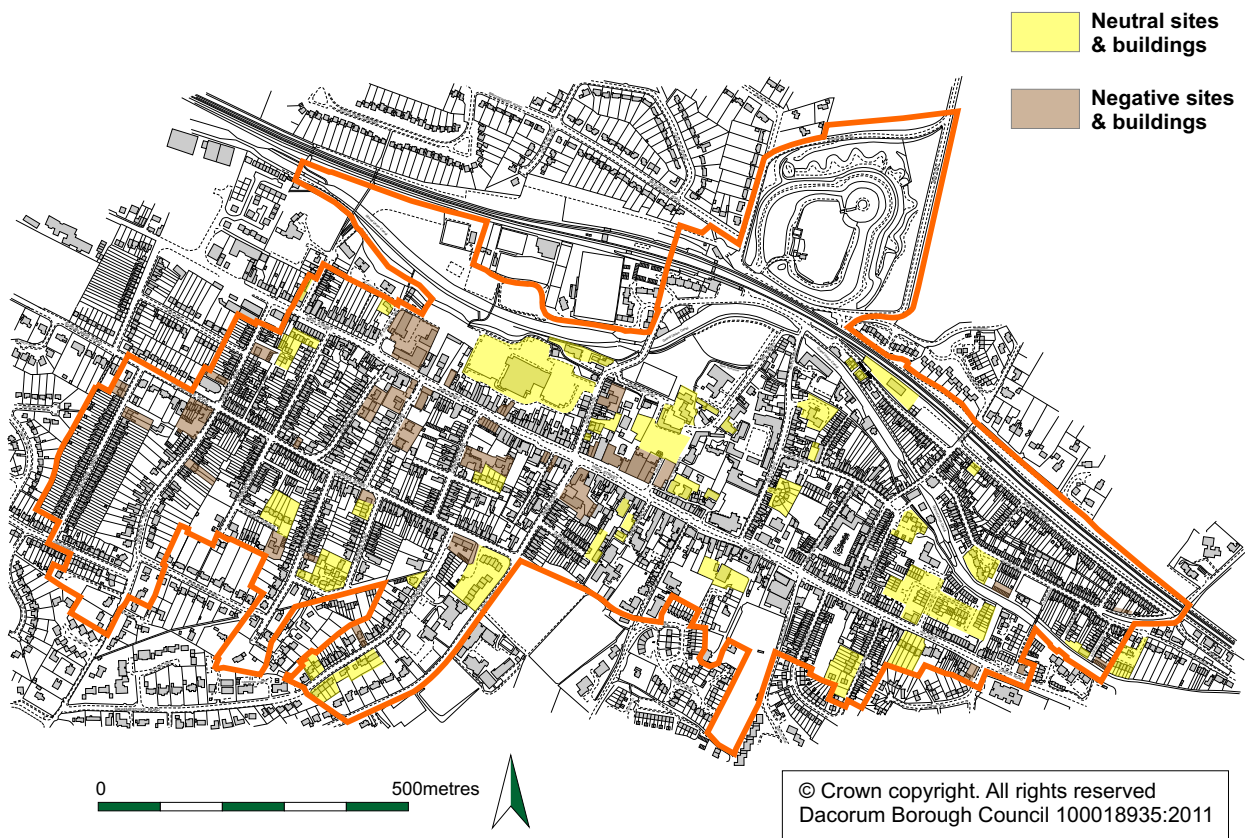 Neutral sites
& buildings
Negative sites
& buildings
0
500metres
© Crown copyright. All rights reserved
Dacorum Borough Council 100018935:2011